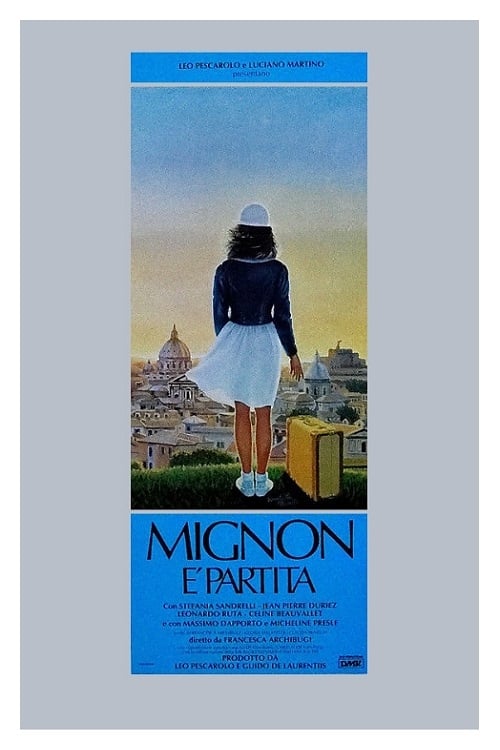 LEO PESCAROLO e LUCIANO MARTINO
presentano
MIGNON
E' PARTITA
Con STEFANIA SANDRELLI - JEAN PIERRE DURIEZ
LEONARDO RUTA - CELINE BEAUVALLET
e con MASSIMO DAPPORTO e MICHELINE PRESLE
diretto da FRANCESCA ARCHIBUGI
PRODOTTO DA
LEO PESCAROLO E GUIDO DE LAURENTIIS